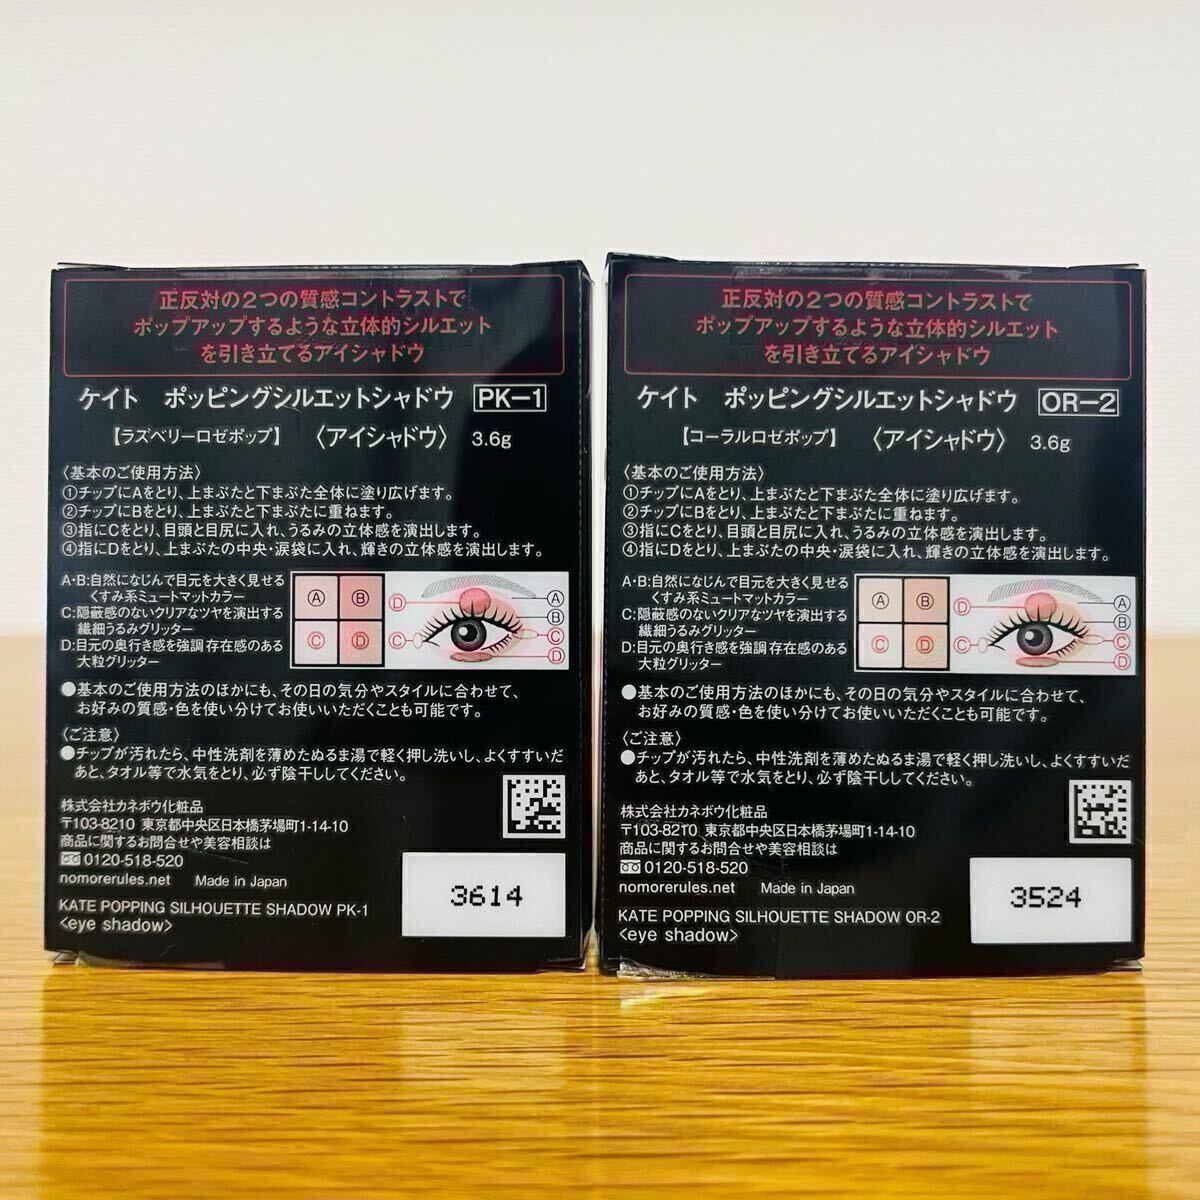 正反対の2つの質感コントラストで
ポップアップするような立体的シルエット
を引き立てるアイシャドウ
ケイト ポッピングシルエットシャドウ PK-1
【ラズベリーロゼポップ】 〈アイシャドウ〉 3.6g
〈基本のご使用方法〉
①チップにAをとり、上まぶたと下まぶた全体に塗り広げます。
②チップにBをとり、上まぶたと下まぶたに重ねます。
③指にCをとり、目頭と目尻に入れ、うるみの立体感を演出します。
④指にDをとり、上まぶたの中央・涙袋に入れ、輝きの立体感を演出します。
A・B:自然になじんで目元を大きく見せる
くすみ系ミュートマットカラー
C:隠蔽感のないクリアなツヤを演出する
繊細うるみグリッター
D:目元の奥行き感を強調 存在感のある
大粒グリッター
Ⓐ Ⓑ
Ⓒ Ⓓ
Ⓓ Ⓐ
Ⓑ
Ⓒ Ⓒ
Ⓓ
●基本のご使用方法のほかにも、その日の気分やスタイルに合わせて、
お好みの質感・色を使い分けてお使いいただくことも可能です。
〈ご注意〉
●チップが汚れたら、中性洗剤を薄めたぬるま湯で軽く押し洗いし、よくすすいだ
あと、タオル等で水気をとり、必ず陰干ししてください。
株式会社カネボウ化粧品
〒103-8210 東京都中央区日本橋茅場町1-14-10
商品に関するお問合せや美容相談は
0120-518-520
nomorerules.net Made in Japan
KATE POPPING SILHOUETTE SHADOW PK-1
<eye shadow>
3614
正反対の2つの質感コントラストで
ポップアップするような立体的シルエット
を引き立てるアイシャドウ
ケイト ポッピングシルエットシャドウ OR-2
【コーラルロゼポップ】 〈アイシャドウ〉 3.6g
〈基本のご使用方法〉
①チップにAをとり、上まぶたと下まぶた全体に塗り広げます。
②チップにBをとり、上まぶたと下まぶたに重ねます。
③指にCをとり、目頭と目尻に入れ、うるみの立体感を演出します。
④指にDをとり、上まぶたの中央・涙袋に入れ、輝きの立体感を演出します。
A・B:自然になじんで目元を大きく見せる
くすみ系ミュートマットカラー
C:隠蔽感のないクリアなツヤを演出する
繊細うるみグリッター
D:目元の奥行き感を強調 存在感のある
大粒グリッター
Ⓐ Ⓑ
Ⓒ Ⓓ
Ⓓ Ⓐ
Ⓑ
Ⓒ Ⓒ
Ⓓ
●基本のご使用方法のほかにも、その日の気分やスタイルに合わせて、
お好みの質感・色を使い分けてお使いいただくことも可能です。
〈ご注意〉
●チップが汚れたら、中性洗剤を薄めたぬるま湯で軽く押し洗いし、よくすすいだ
あと、タオル等で水気をとり、必ず陰干ししてください。
株式会社カネボウ化粧品
〒103-8210 東京都中央区日本橋茅場町1-14-10
商品に関するお問合せや美容相談は
0120-518-520
nomorerules.net Made in Japan
KATE POPPING SILHOUETTE SHADOW OR-2
<eye shadow>
3524